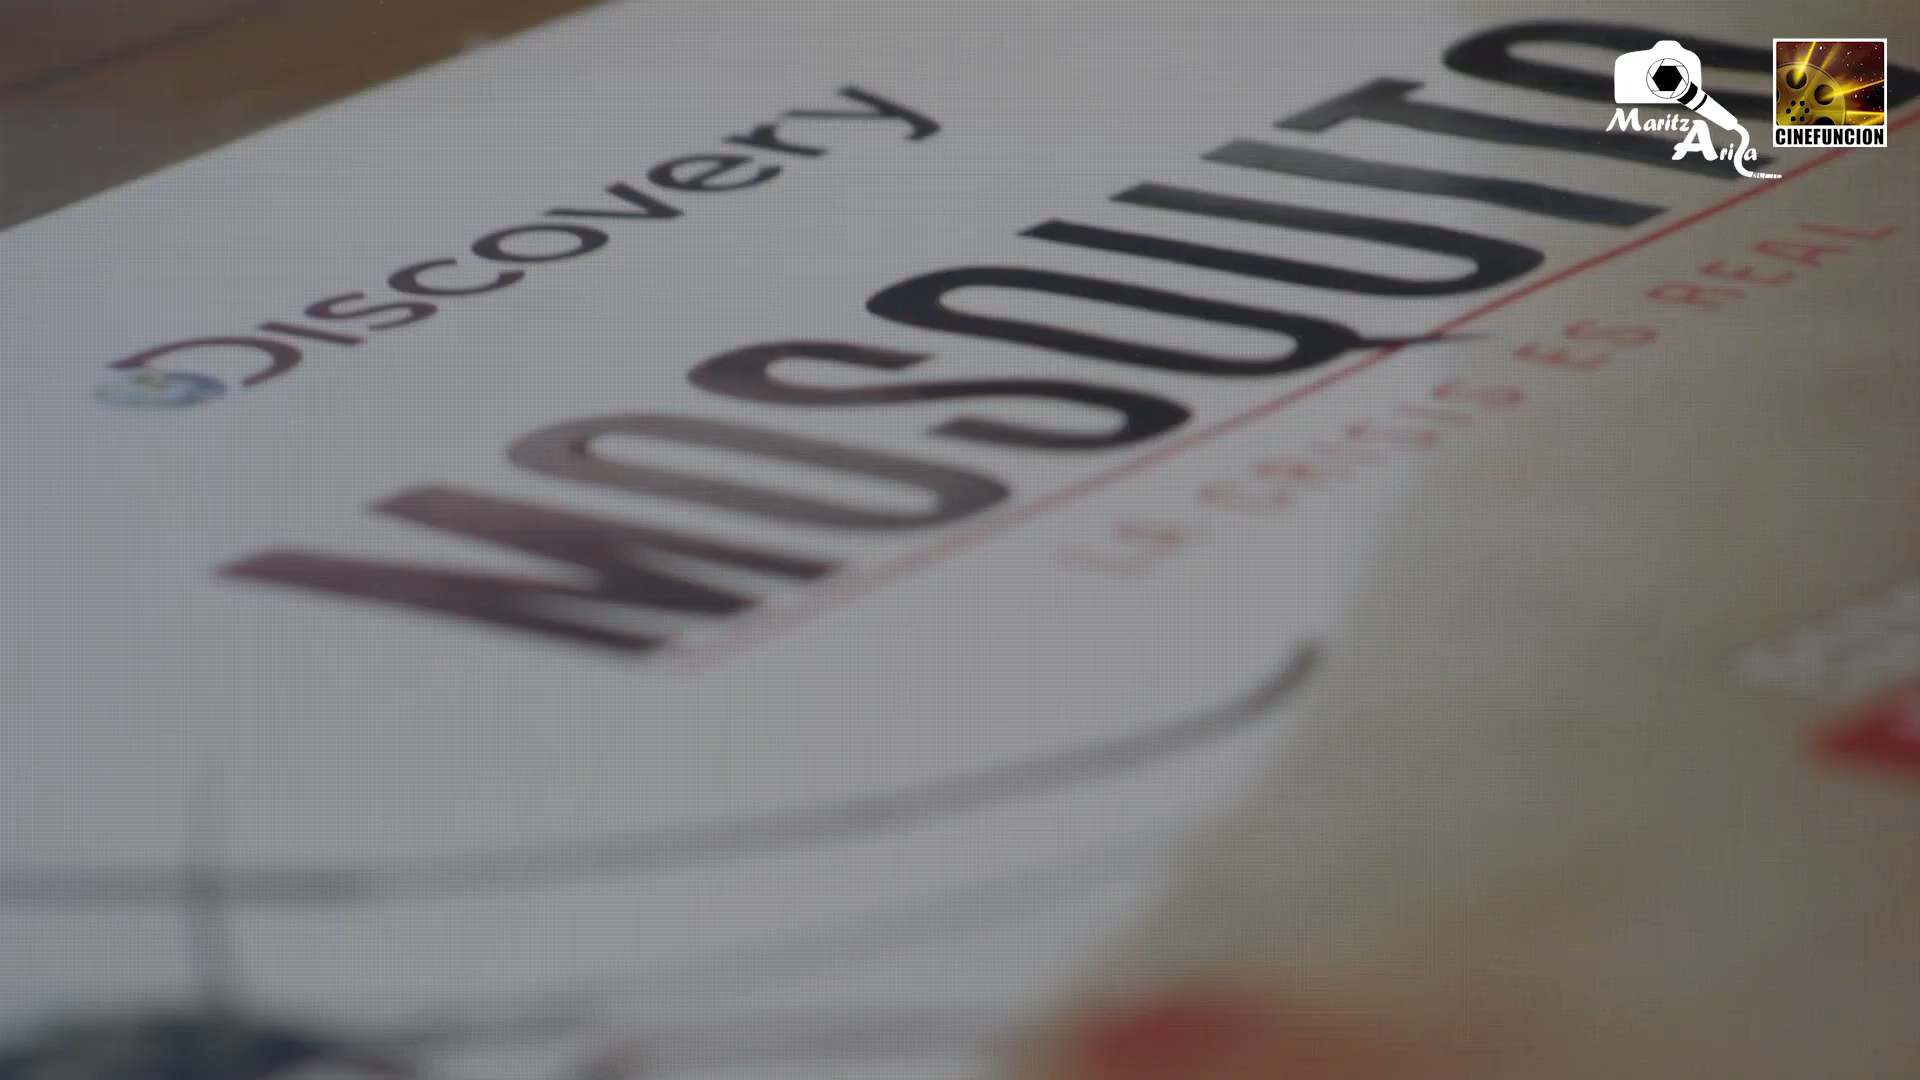 Discovery
MOSQUITO
LA CRISIS ES REAL
Maritza
Ariza
CINEFUNCION